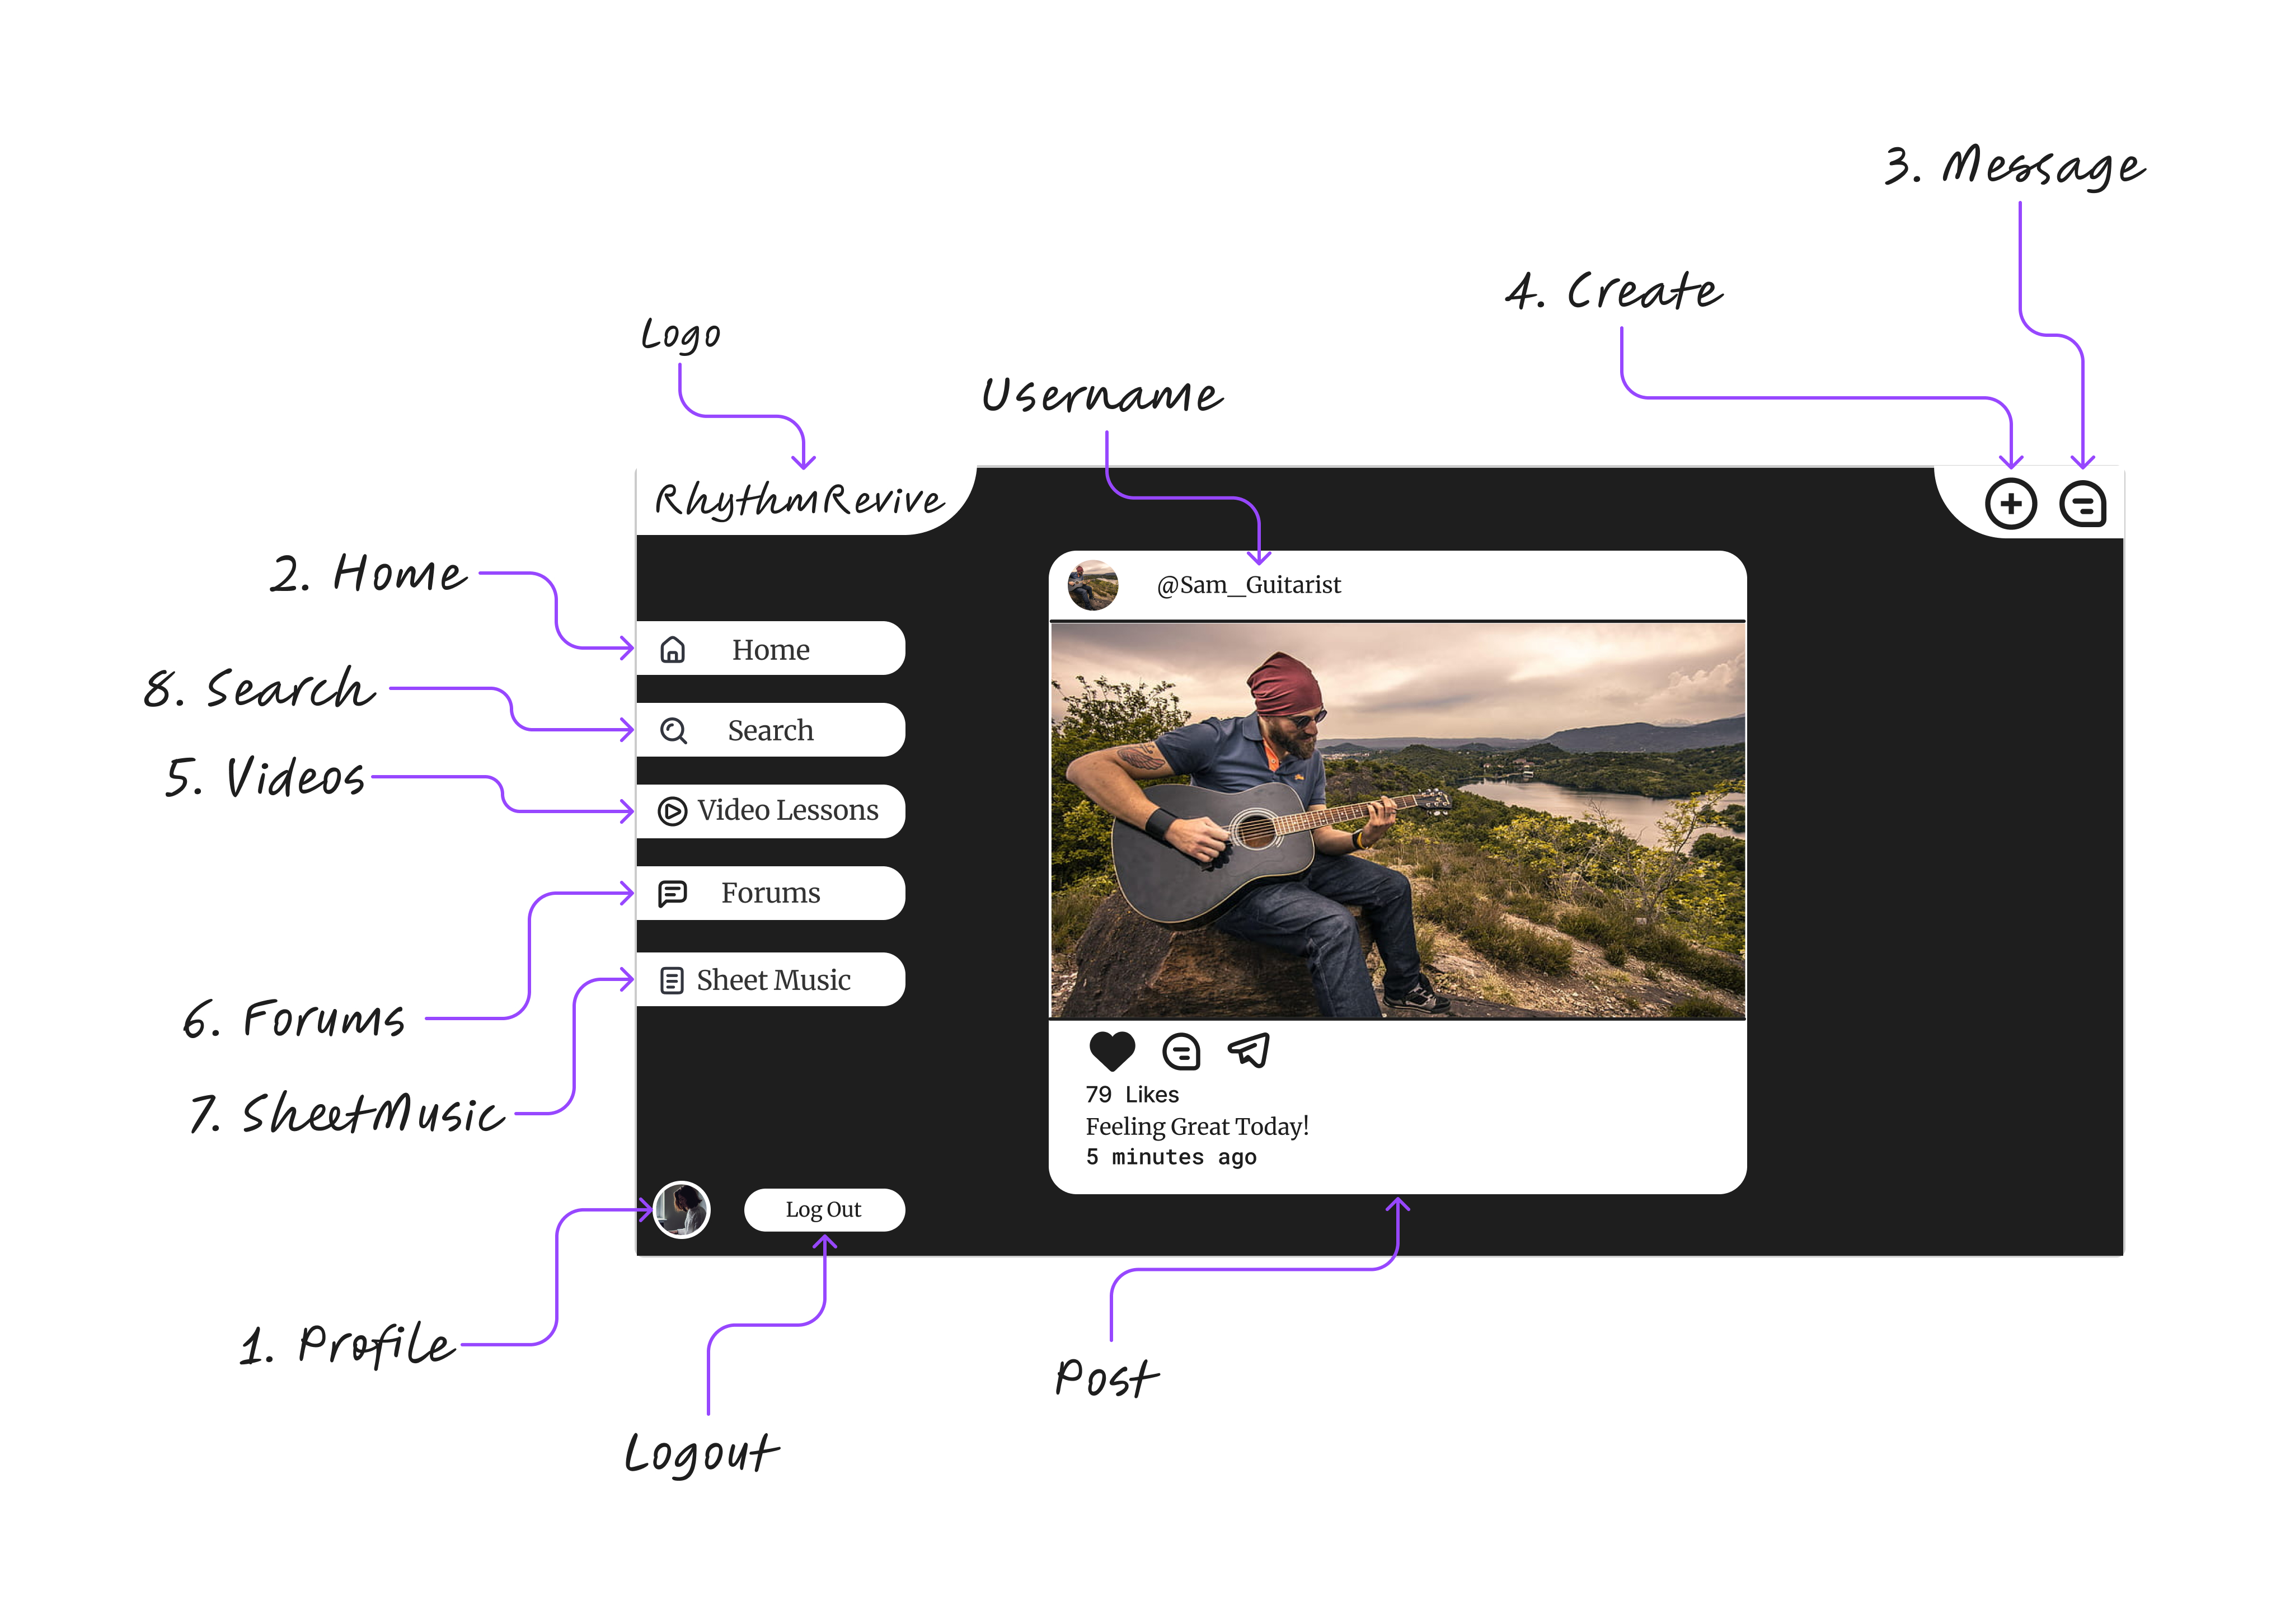 3. Message
4. Create
Logo
Username
RhythmRevive
@Sam_Guitarist
2. Home
Home
8. Search
Search
5. Videos
Video Lessons
Forums
6. Forums
Sheet Music
7. SheetMusic
79 Likes
Feeling Great Today!
5 minutes ago
Log Out
1. Profile
Post
Logout